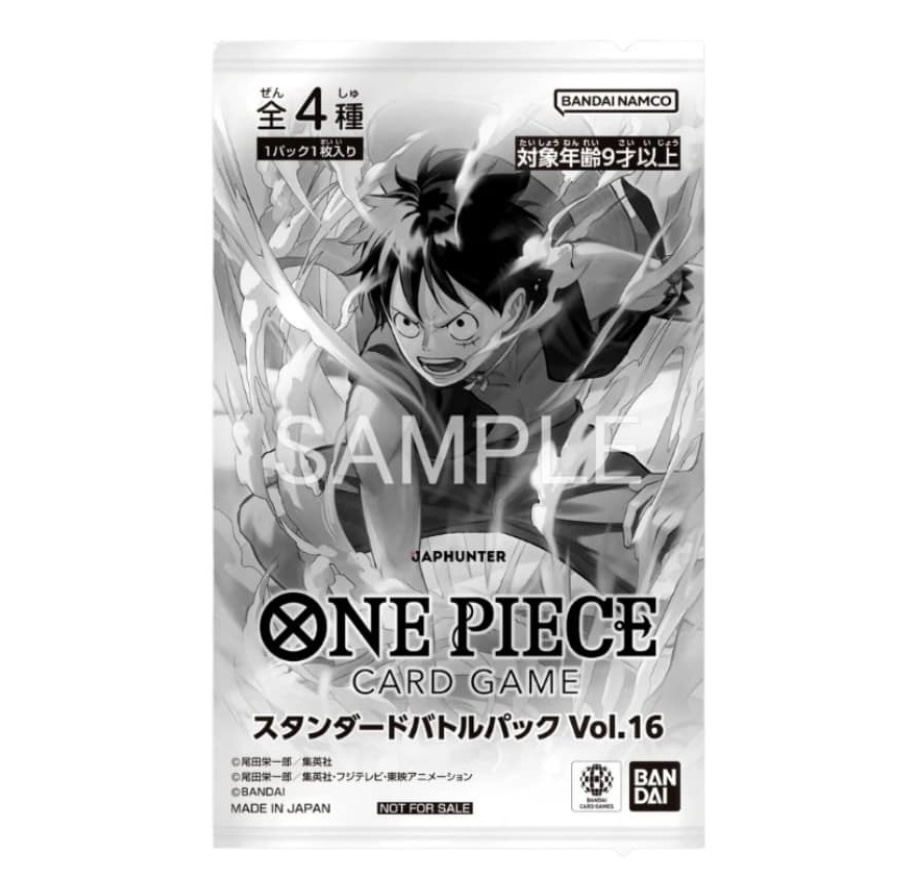 ぜん しゅ
全4種
はい
1パック1枚入り
BANDAI NAMCO
たい しょう ねん れい さい い じょう
対象年齢9才以上
SAMPLE
JAPHUNTER
ONE PIECE
CARD GAME
スタンダードバトルパック Vol.16
©尾田栄一郎／集英社
©尾田栄一郎／集英社・フジテレビ・東映アニメーション
©BANDAI
MADE IN JAPAN NOT FOR SALE
BANDAI
CARD GAMES
BAN
DAI